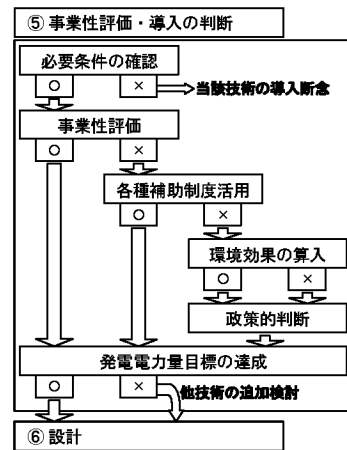 ⑤ 事業性評価・導入の判断
必要条件の確認
○ ×
当該技術の導入断念
事業性評価
○ ×
各種補助制度活用
○ ×
環境効果の算入
○ ×
政策的判断
発電電力量目標の達成
○ ×
他技術の追加検討
⑥ 設計